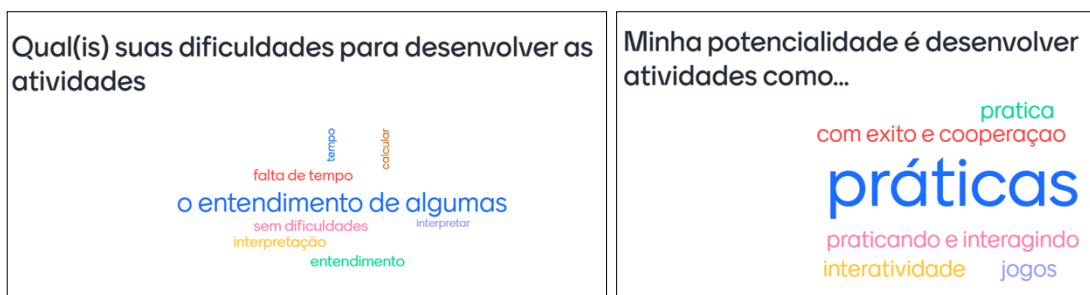 Qual(is) suas dificuldades para desenvolver as
atividades
tempo
calcular
falta de tempo
o entendimento de algumas
sem dificuldades
interpretar
interpretação
entendimento
Minha potencialidade é desenvolver
atividades como...
pratica
com exito e cooperaçao
práticas
praticando e interagindo
interatividade
jogos